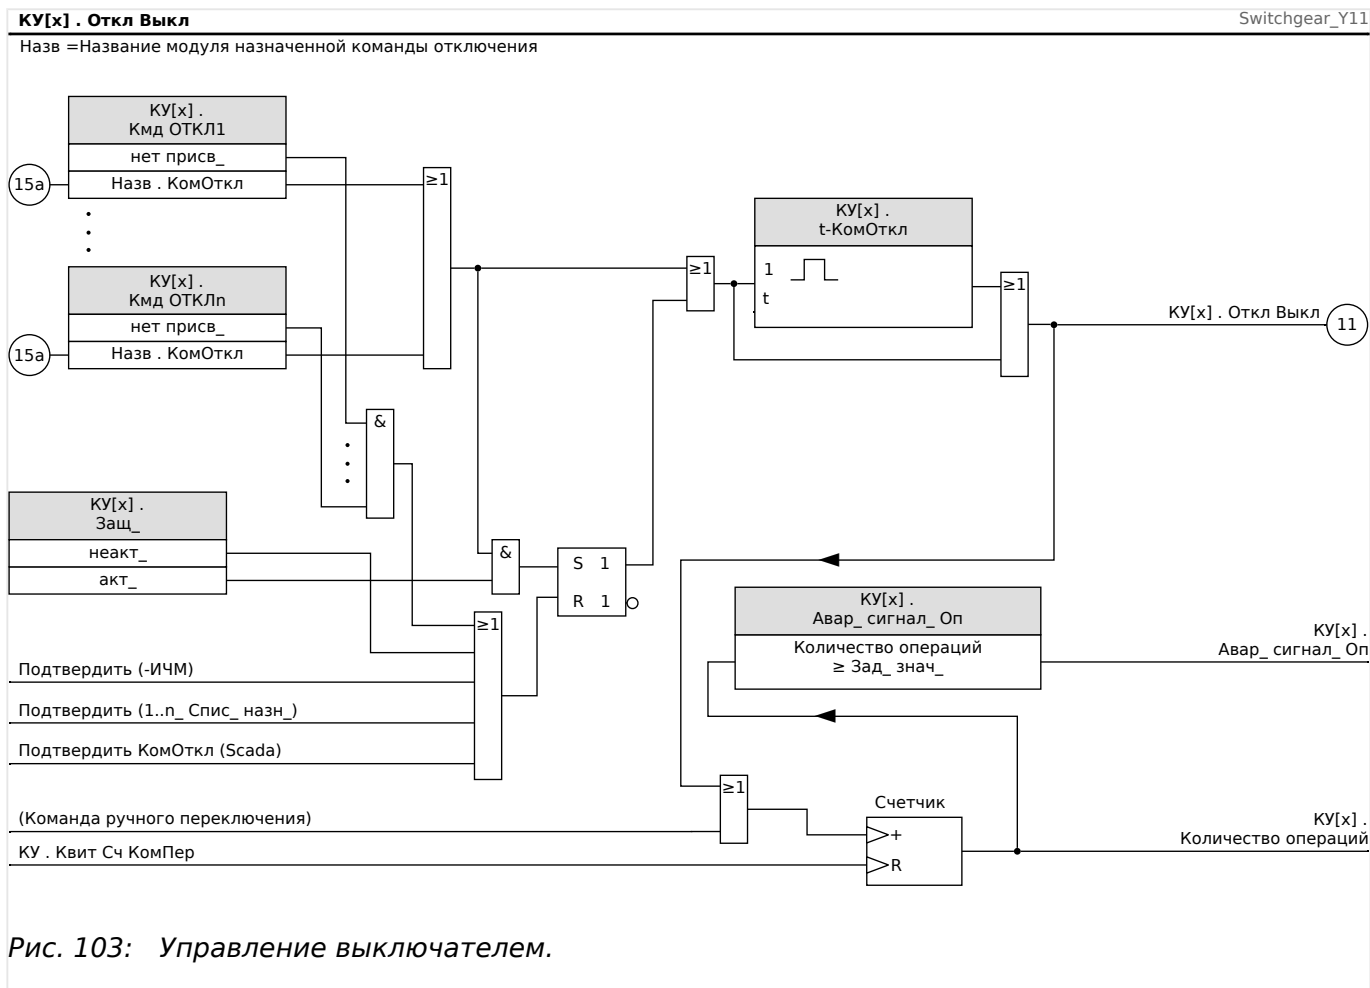 КУ[x] . Откл Выкл
Switchgear_Y11
Назв =Название модуля назначенной команды отключения
КУ[x] .
Кмд ОТКЛ1
нет присв_
15a
Назв . КомОткл
≥1
КУ[x] .
t-КомОткл
1
t
≥1
≥1
КУ[x] . Откл Выкл
11
КУ[x] .
Кмд ОТКЛn
нет присв_
15a
Назв . КомОткл
&
КУ[x] .
Защ_
неакт_
акт_
&
S 1
R 1
≥1
КУ[x] .
Авар_ сигнал_ Оп
Количество операций
≥ Зад_ знач_
КУ[x] .
Авар_ сигнал_ Оп
Подтвердить (-ИЧМ)
Подтвердить (1..n_ Спис_ назн_)
Подтвердить КомОткл (Scada)
≥1
Счетчик
(Команда ручного переключения)
+
КУ[x] .
Количество операций
КУ . Квит Сч КомПер
R
Рис. 103: Управление выключателем.